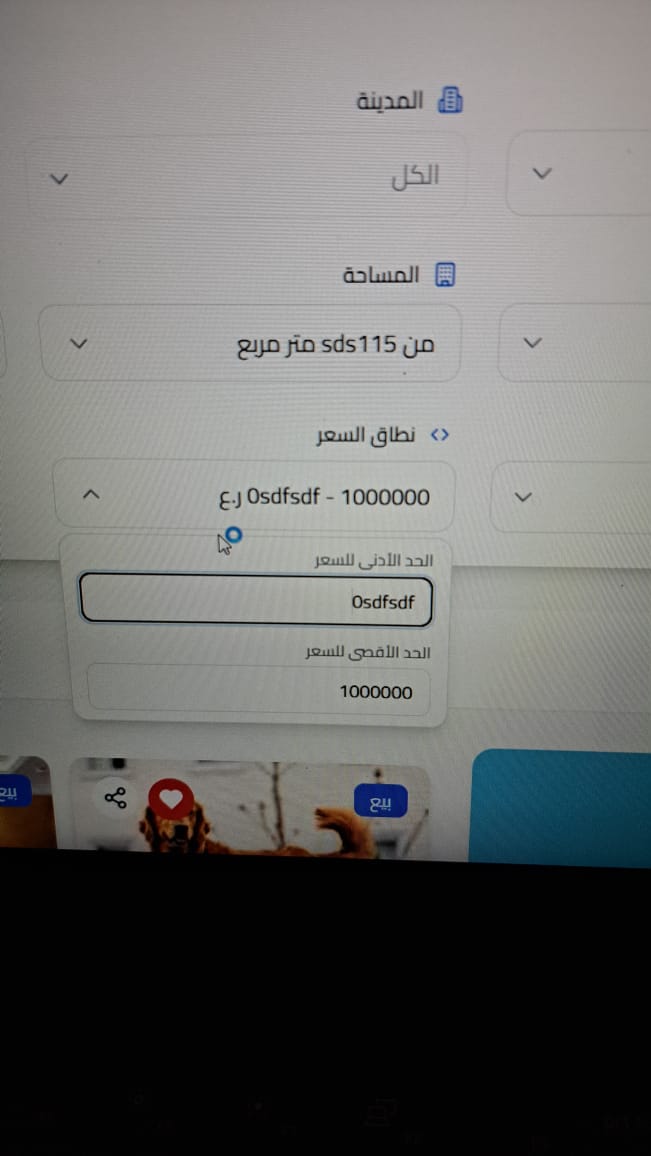 المدينة
الكل
المساحة
من sds115 متر مربع
نطاق السعر
0sdfsdf - 1000000 ر.ع
الحد الأدنى للسعر
0sdfsdf
الحد الأقصى للسعر
1000000
بيع
بيع